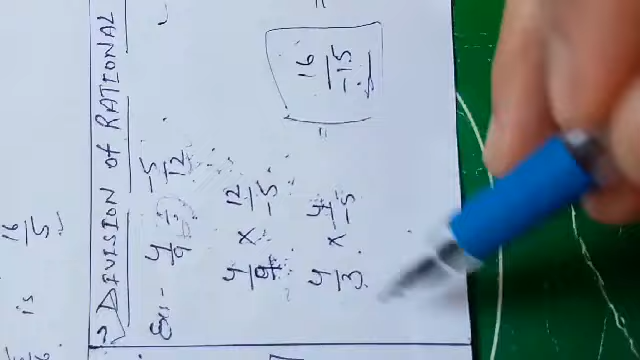 16/5
is
→ DIVISION of RATIONAL
Ex:- 4/9 ÷ -5/12
4/9 × 12/-5
4/3 × 4/-5
= 16/-15